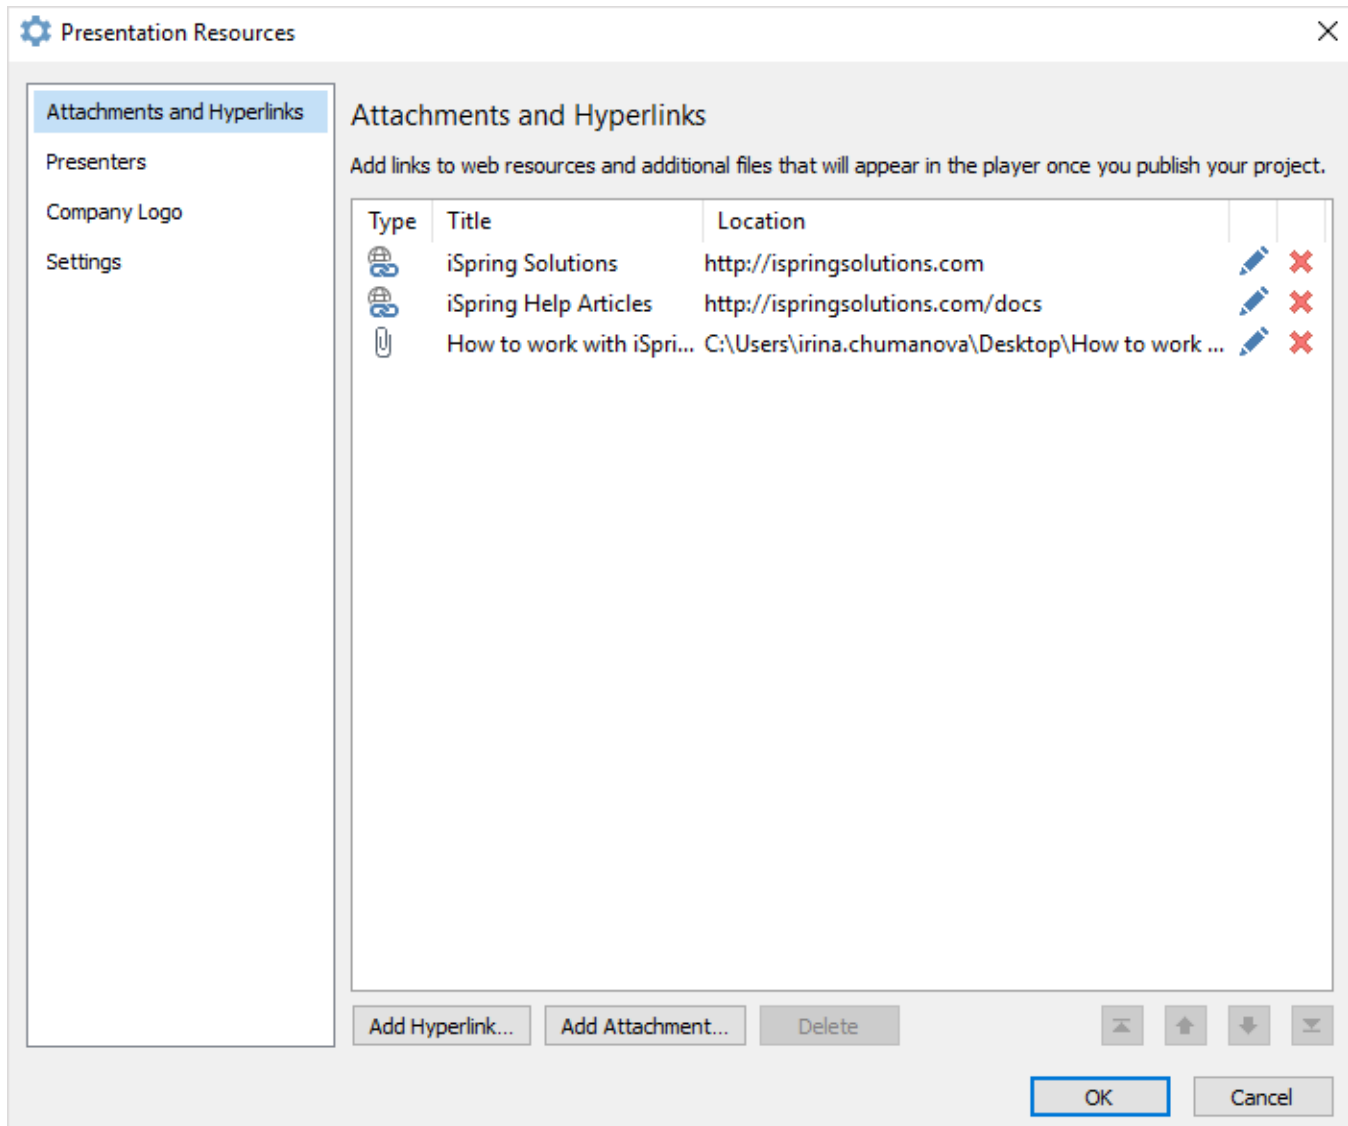 Presentation Resources
Attachments and Hyperlinks
Presenters
Company Logo
Settings
Attachments and Hyperlinks
Add links to web resources and additional files that will appear in the player once you publish your project.
Type Title Location
iSpring Solutions http://ispringsolutions.com
iSpring Help Articles http://ispringsolutions.com/docs
How to work with iSpri... C:\Users\irina.chumanova\Desktop\How to work ...
Add Hyperlink... Add Attachment... Delete
OK Cancel